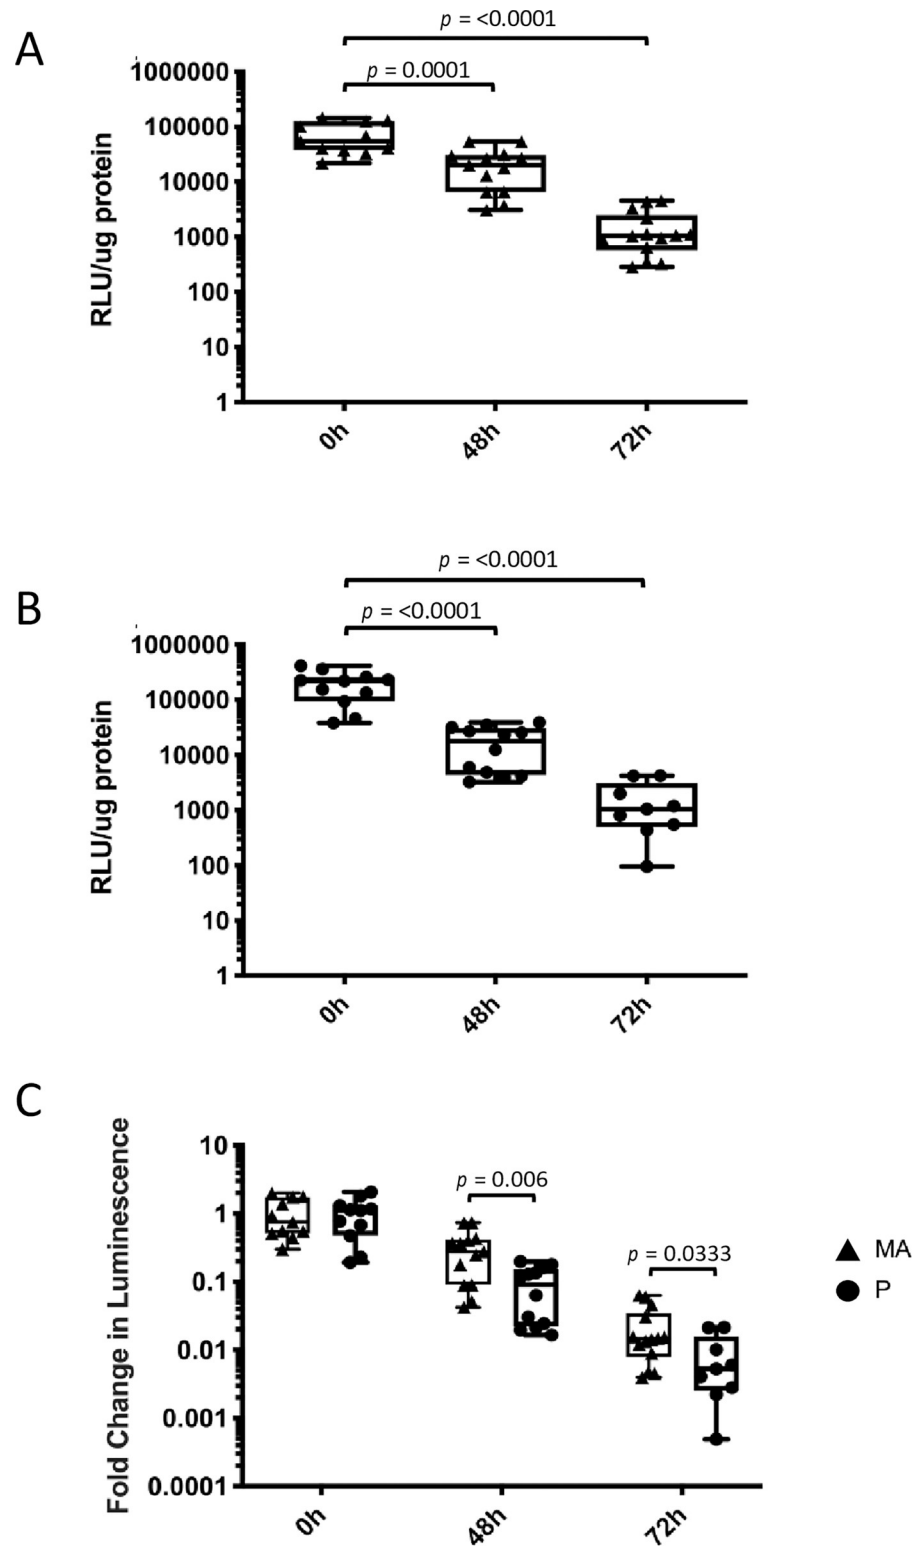 A
p = <0.0001
p = 0.0001
1000000
100000
10000
1000
100
10
1
RLU/ug protein
0h
48h
72h
B
p = <0.0001
p = <0.0001
1000000
100000
10000
1000
100
10
1
RLU/ug protein
0h
48h
72h
C
10
1
0.1
0.01
0.001
0.0001
Fold Change in Luminescence
p = 0.006
p = 0.0333
MA
P
0h
48h
72h